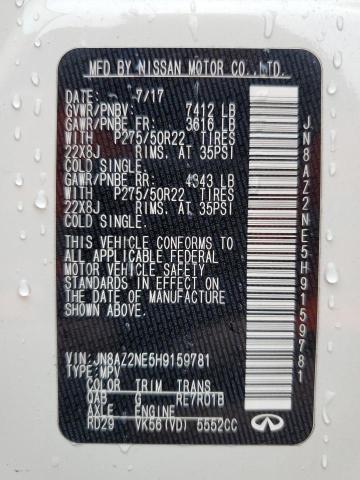 MFD BY NISSAN MOTOR CO., LTD.
DATE: 7/17
GVWR/PNBV: 7412 LB
GAWR/PNBE FR: 3616 LB
WITH P275/50R22 TIRES
22X8J RIMS. AT 35PSI
COLD SINGLE.
GAWR/PNBE RR: 4343 LB
WITH P275/50R22 TIRES
22X8J RIMS. AT 35PSI
COLD SINGLE.
THIS VEHICLE CONFORMS TO
ALL APPLICABLE FEDERAL
MOTOR VEHICLE SAFETY
STANDARDS IN EFFECT ON
THE DATE OF MANUFACTURE
SHOWN ABOVE.
VIN: JN8AZ2NE5H9159781
TYPE: MPV
COLOR TRIM TRANS
QAB G RE7R01B
AXLE ENGINE
RD29 VK56(VD) 5552CC
JN8AZ2NE5H9159781